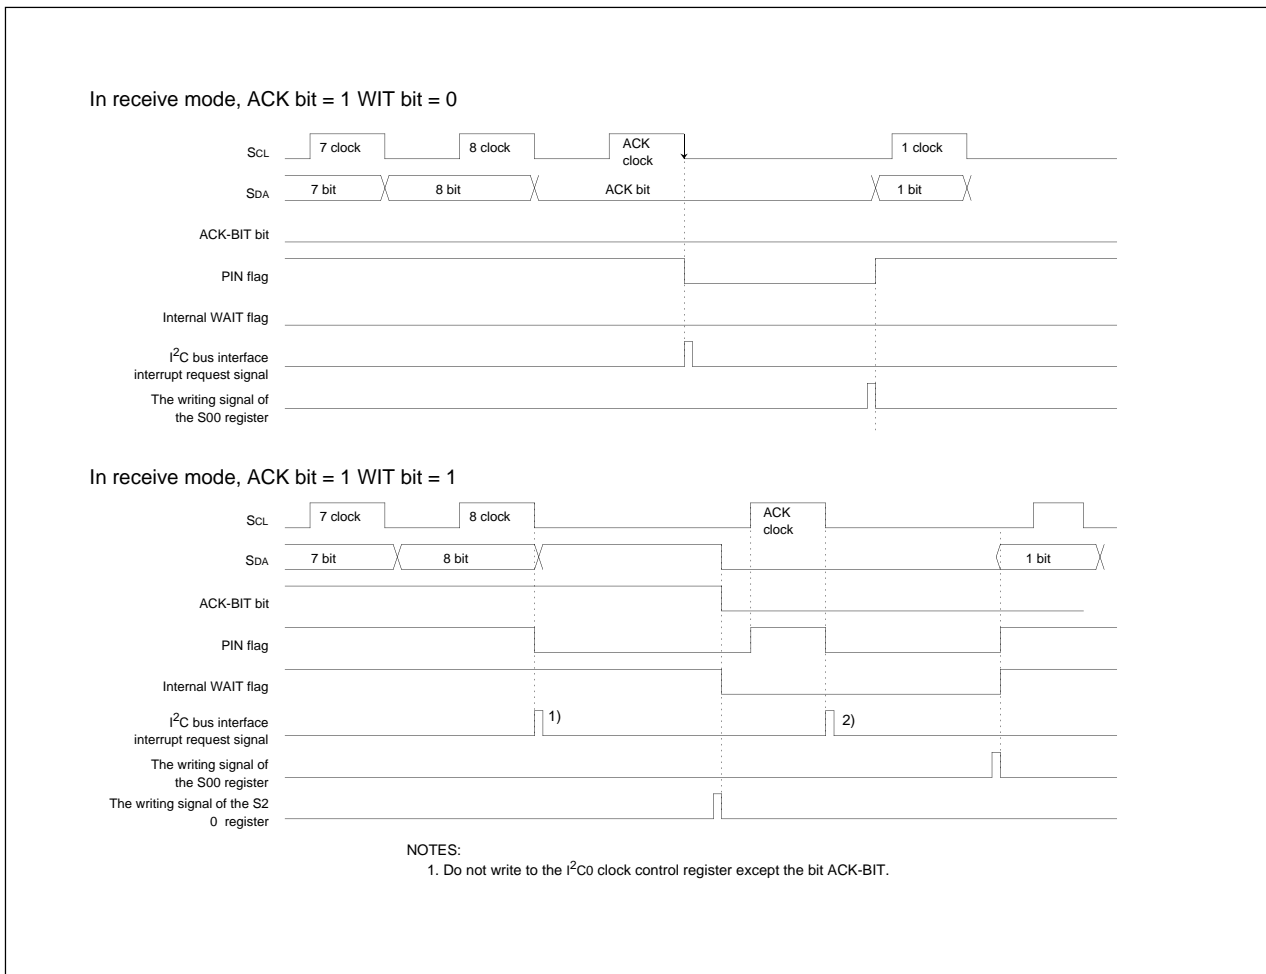 In receive mode, ACK bit = 1 WIT bit = 0
SCL
7 clock
8 clock
ACK
clock
1 clock
SDA
7 bit
8 bit
ACK bit
1 bit
ACK-BIT bit
PIN flag
Internal WAIT flag
I2C bus interface
interrupt request signal
The writing signal of
the S00 register
In receive mode, ACK bit = 1 WIT bit = 1
SCL
7 clock
8 clock
ACK
clock
SDA
7 bit
8 bit
1 bit
ACK-BIT bit
PIN flag
Internal WAIT flag
I2C bus interface
interrupt request signal
1)
2)
The writing signal of
the S00 register
The writing signal of the S2
0 register
NOTES:
1. Do not write to the I2C0 clock control register except the bit ACK-BIT.